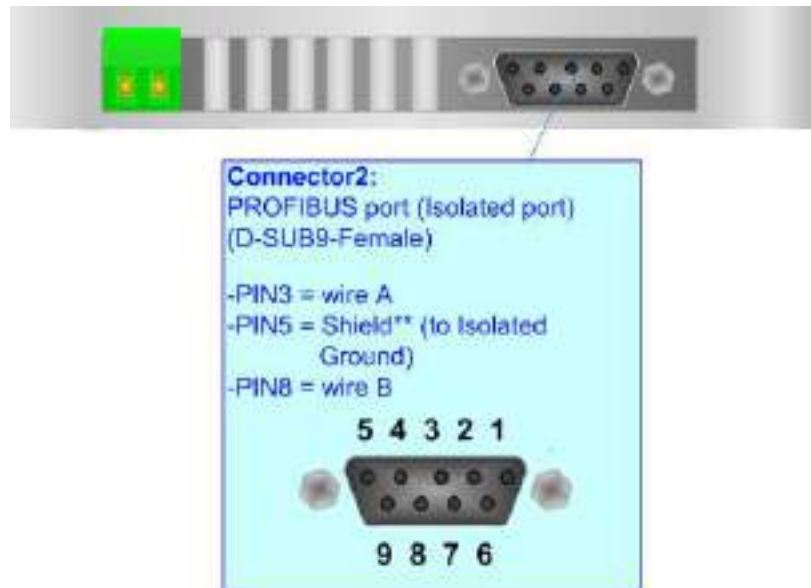 Connector2:
PROFIBUS port (Isolated port)
(D-SUB9-Female)
-PIN3 = wire A
-PIN5 = Shield** (to Isolated
Ground)
-PIN8 = wire B
5 4 3 2 1
9 8 7 6